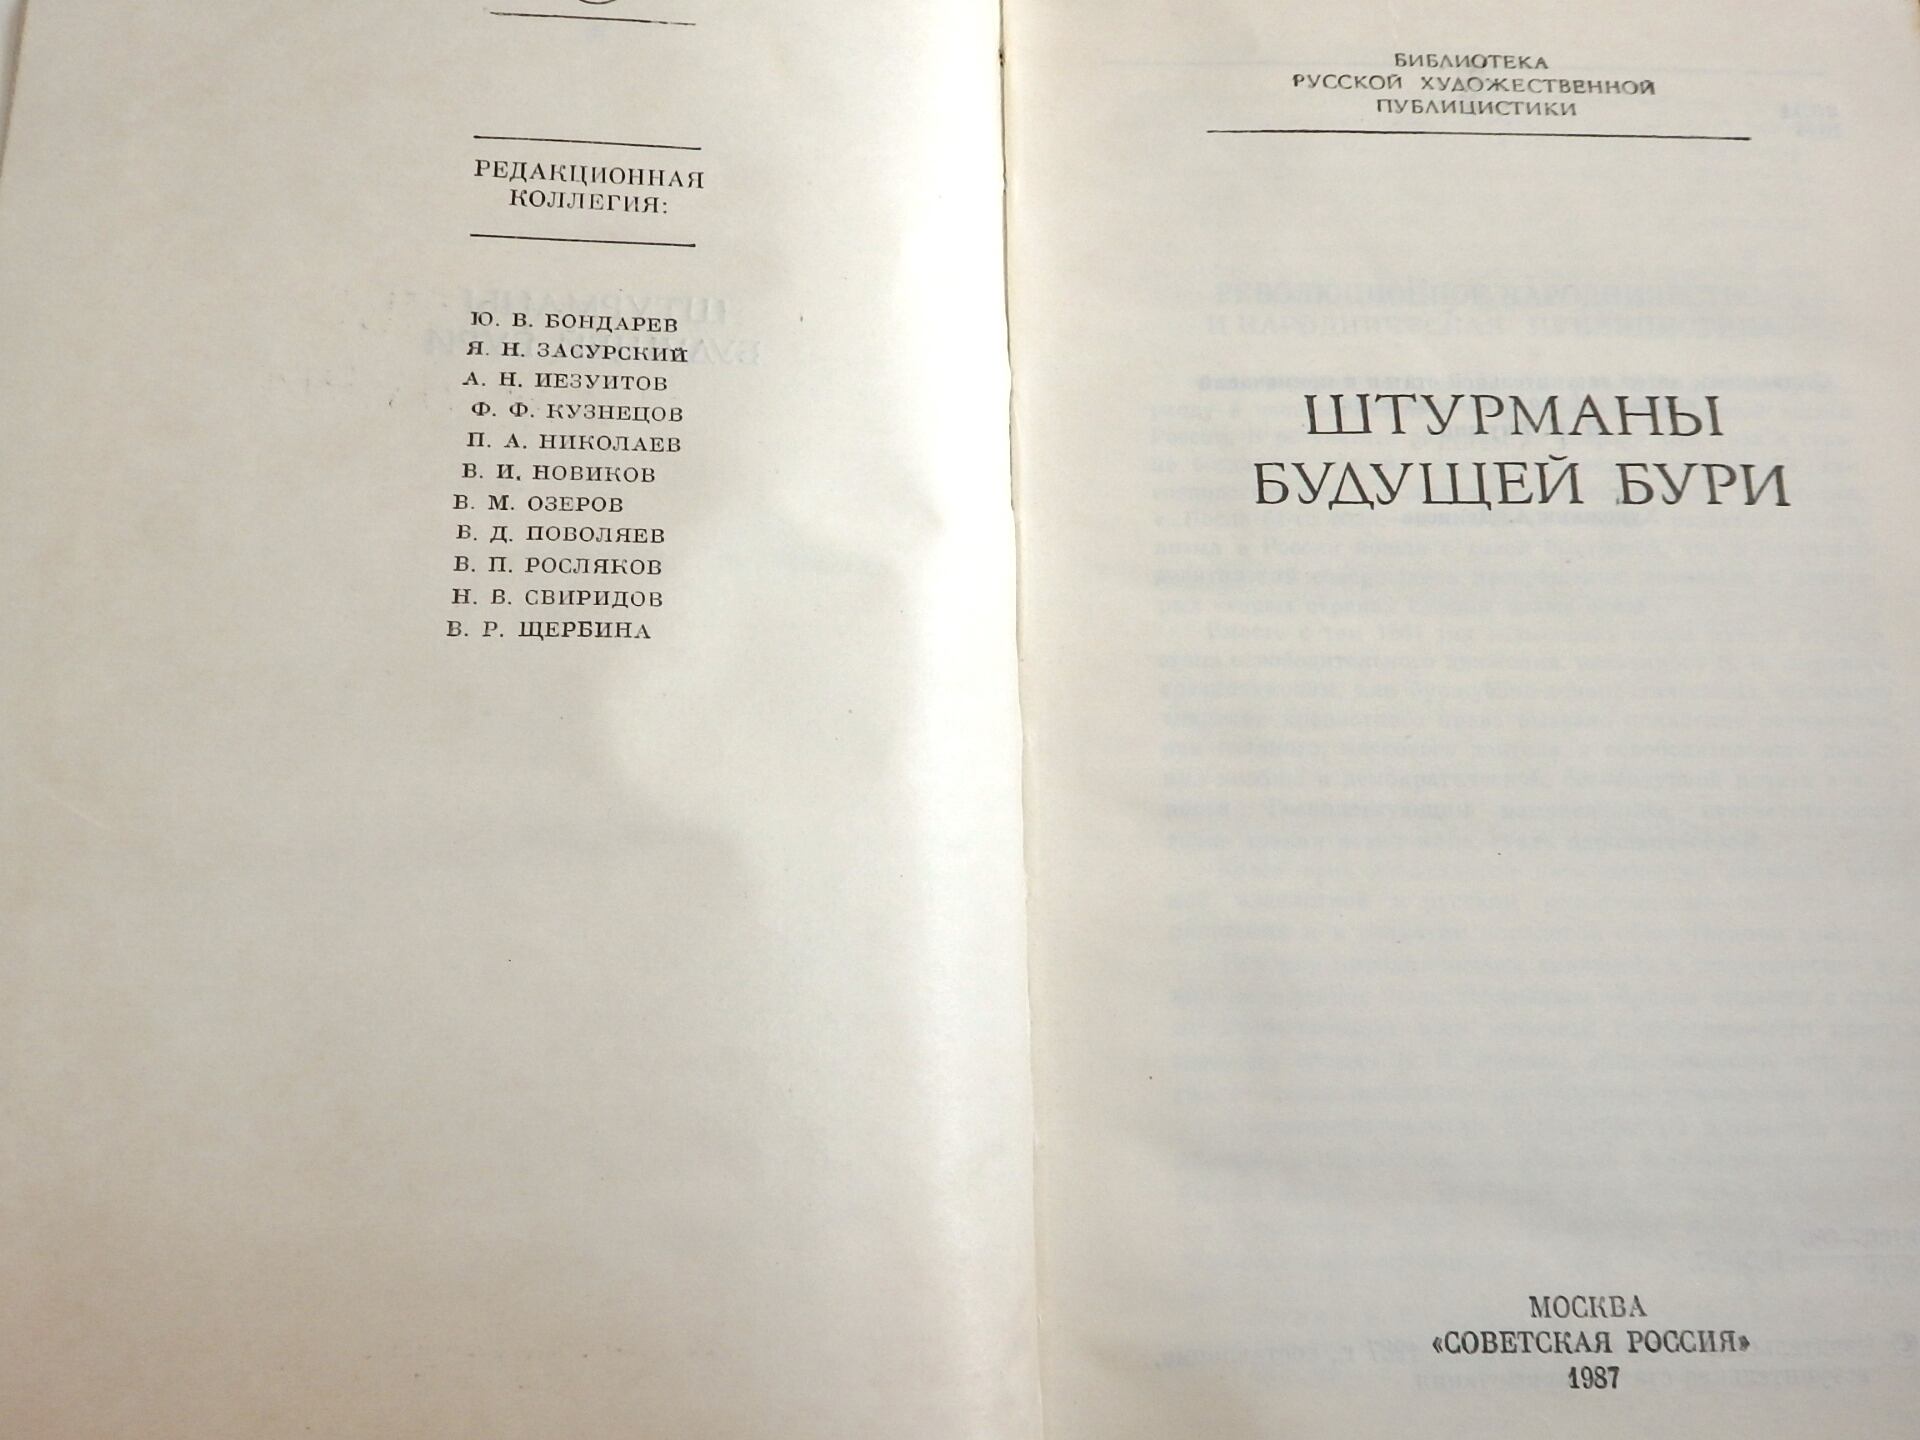 РЕДАКЦИОННАЯ
КОЛЛЕГИЯ:
Ю. В. БОНДАРЕВ
Я. Н. ЗАСУРСКИЙ
А. Н. ИЕЗУИТОВ
Ф. Ф. КУЗНЕЦОВ
П. А. НИКОЛАЕВ
В. И. НОВИКОВ
В. М. ОЗЕРОВ
В. Д. ПОВОЛЯЕВ
В. П. РОСЛЯКОВ
Н. В. СВИРИДОВ
В. Р. ЩЕРБИНА
БИБЛИОТЕКА
РУССКОЙ ХУДОЖЕСТВЕННОЙ
ПУБЛИЦИСТИКИ
ШТУРМАНЫ
БУДУЩЕЙ БУРИ
МОСКВА
«СОВЕТСКАЯ РОССИЯ»
1987